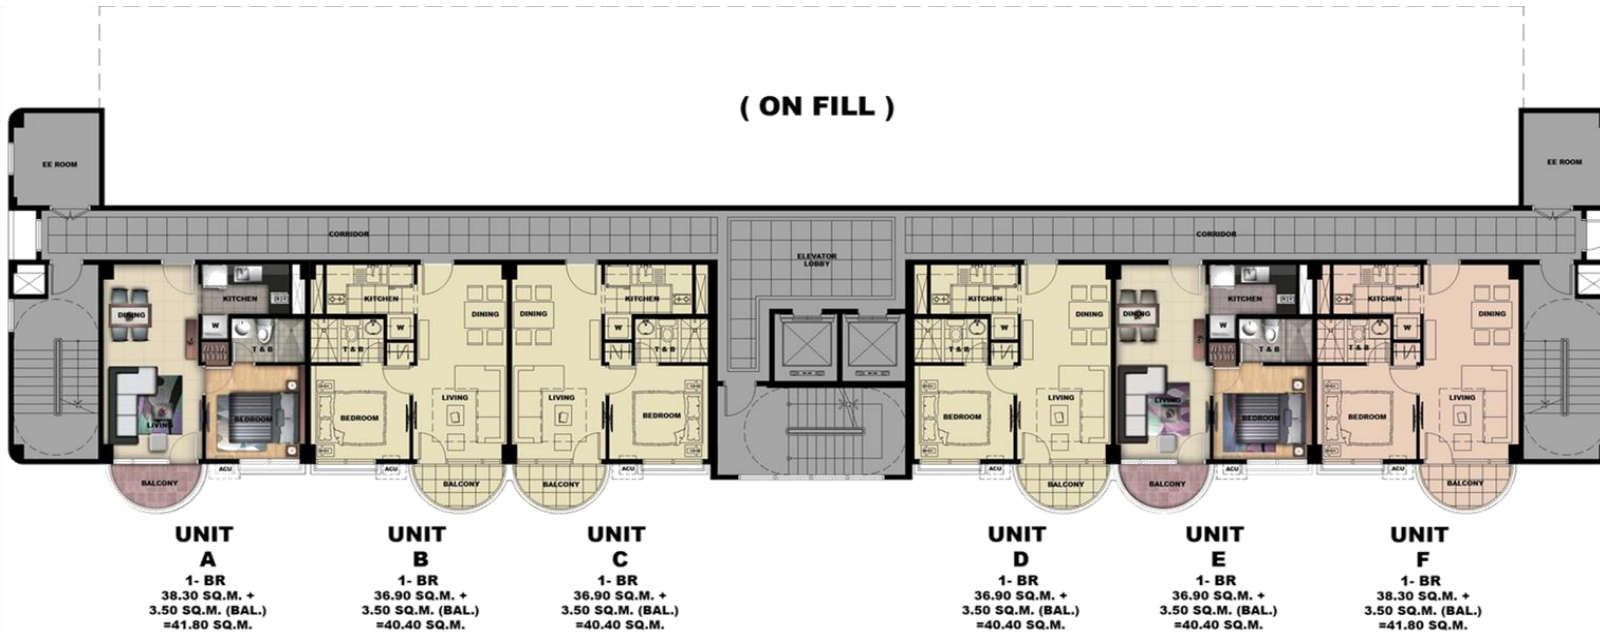 ( ON FILL )
EE ROOM
EE ROOM
CORRIDOR
CORRIDOR
ELEVATOR
LOBBY
DINING
KITCHEN
W
T & B
LIVING
BEDROOM
ACU
BALCONY
KITCHEN
DINING
W
T & B
LIVING
BEDROOM
ACU
BALCONY
DINING
KITCHEN
W
T & B
LIVING
BEDROOM
ACU
BALCONY
KITCHEN
DINING
W
T & B
LIVING
BEDROOM
ACU
BALCONY
DINING
KITCHEN
W
T & B
LIVING
BEDROOM
ACU
BALCONY
KITCHEN
DINING
W
T & B
LIVING
BEDROOM
ACU
BALCONY
UNIT
A
1- BR
38.30 SQ.M. +
3.50 SQ.M. (BAL.)
=41.80 SQ.M.
UNIT
B
1- BR
36.90 SQ.M. +
3.50 SQ.M. (BAL.)
=40.40 SQ.M.
UNIT
C
1- BR
36.90 SQ.M. +
3.50 SQ.M. (BAL.)
=40.40 SQ.M.
UNIT
D
1- BR
36.90 SQ.M. +
3.50 SQ.M. (BAL.)
=40.40 SQ.M.
UNIT
E
1- BR
36.90 SQ.M. +
3.50 SQ.M. (BAL.)
=40.40 SQ.M.
UNIT
F
1- BR
38.30 SQ.M. +
3.50 SQ.M. (BAL.)
=41.80 SQ.M.